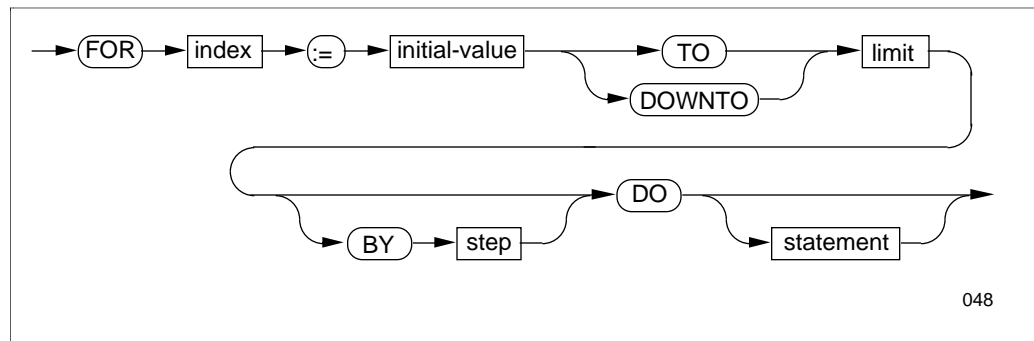 FOR index := initial-value TO limit
DOWNTO
DO
BY step statement
048